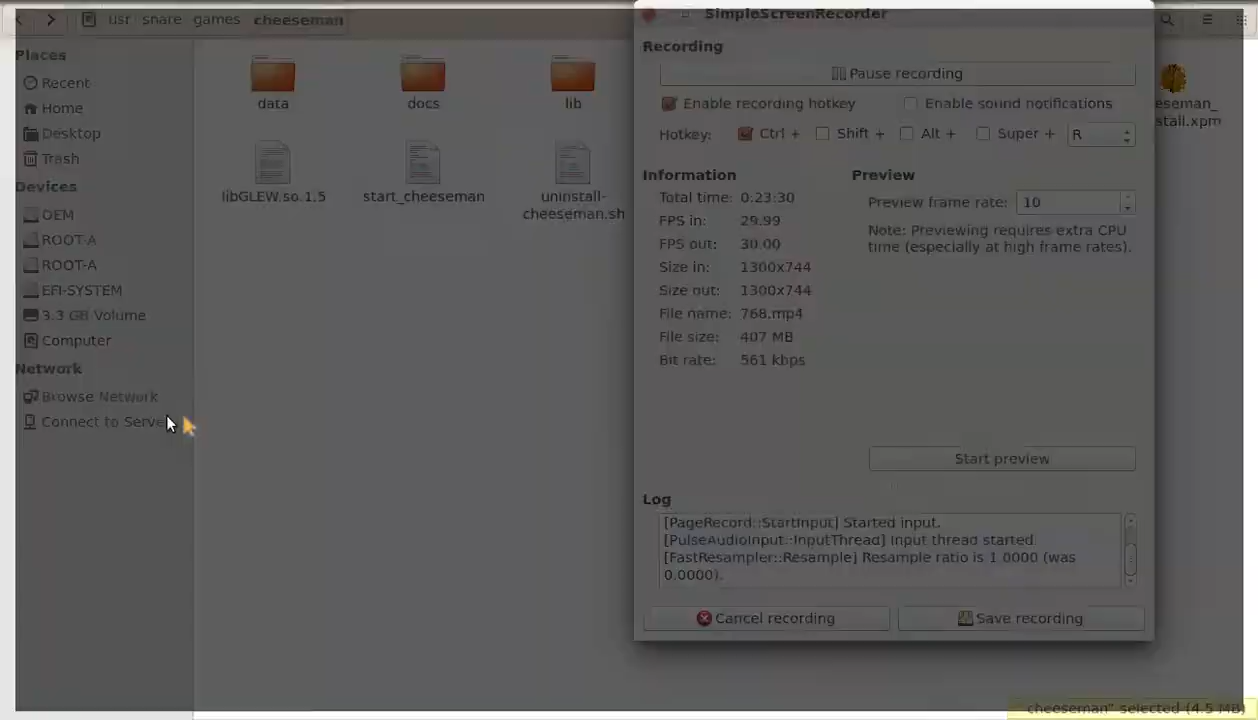 usr share games cheeseman
SimpleScreenRecorder
Places
Recent
Home
Desktop
Trash
Devices
OEM
ROOT-A
ROOT-A
EFI-SYSTEM
3.3 GB Volume
Computer
Network
Browse Network
Connect to Serve
data
docs
lib
libGLEW.so.1.5
start_cheeseman
uninstall-
cheeseman.sh
eseman_
stall.xpm
Recording
Pause recording
Enable recording hotkey
Enable sound notifications
Hotkey: Ctrl + Shift + Alt + Super + R
Information
Total time: 0:23:30
FPS in: 29.99
FPS out: 30.00
Size in: 1300x744
Size out: 1300x744
File name: 768.mp4
File size: 407 MB
Bit rate: 561 kbps
Preview
Preview frame rate: 10
Note: Previewing requires extra CPU
time (especially at high frame rates).
Start preview
Log
[PageRecord::StartInput] Started input.
[PulseAudioInput::InputThread] Input thread started
[FastResampler::Resample] Resample ratio is 1.0000 (was
0.0000).
Cancel recording
Save recording
cheeseman" selected (4.5 MB)